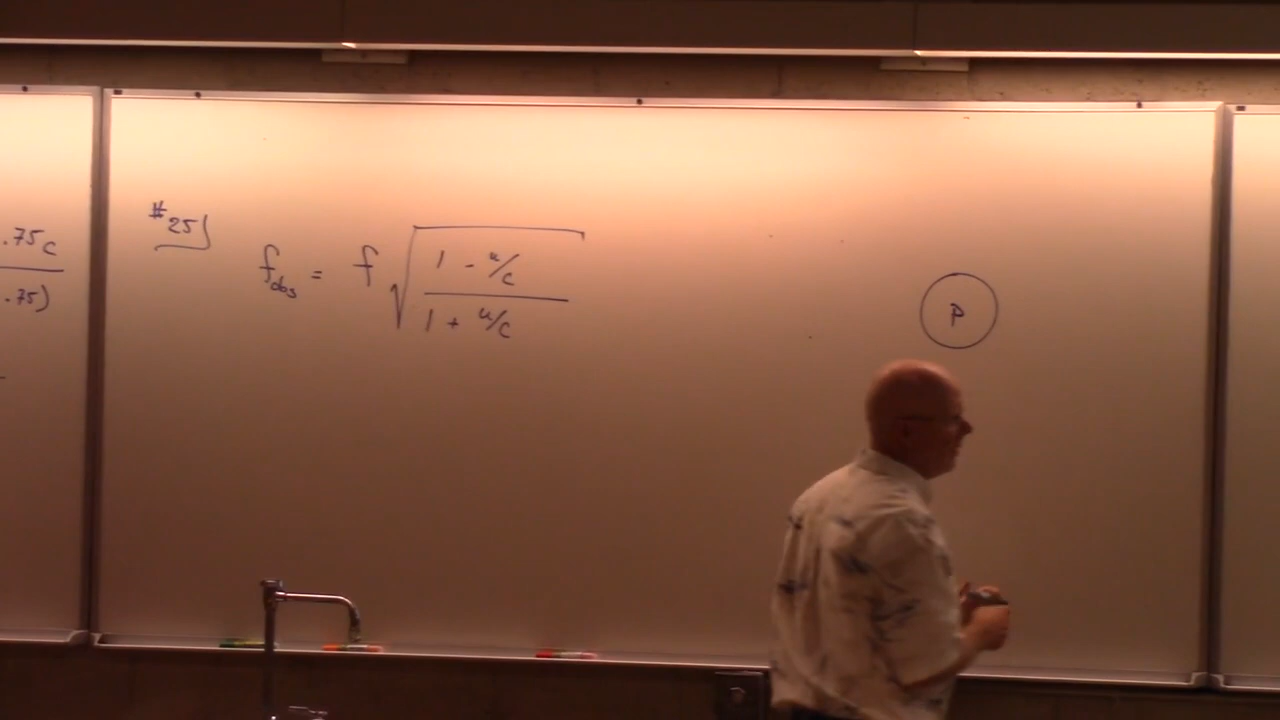 .75c
.75)
#25)
f_obs = f √((1 - u/c)/(1 + u/c))
P